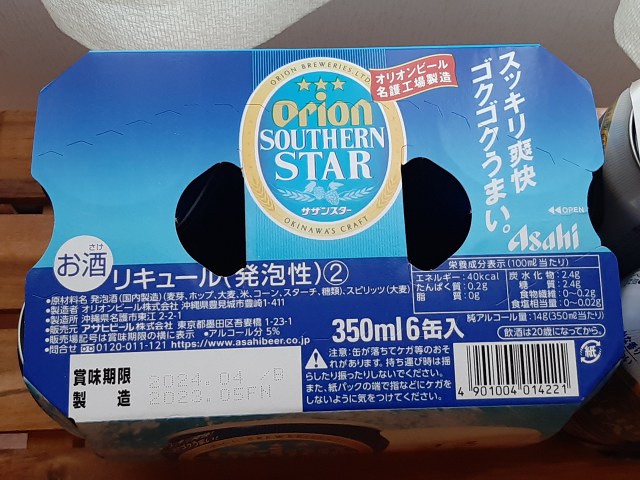 ORION BREWERIES, LTD.
Orion
SOUTHERN
STAR
サザンスター
OKINAWA'S CRAFT
オリオンビール
名護工場製造
スッキリ爽快
ゴクゴクうまい。
OPEN
Asahi
さけ
お酒
リキュール(発泡性)②
●原材料名 発泡酒(国内製造)(麦芽、ホップ、大麦、米、コーン、スターチ、糖類)、スピリッツ(大麦)
●製造者 オリオンビール株式会社 沖縄県豊見城市豊崎1-411
●製造所 沖縄県名護市東江2-2-1
●販売元 アサヒビール株式会社 東京都墨田区吾妻橋1-23-1
●販売場記号は賞味期限の横に表示 ●アルコール分 5%
●問合せ 0120-011-121 https://www.asahibeer.co.jp
350ml 6缶入
栄養成分表示(100ml当たり)
エネルギー:40kcal
たんぱく質:0.2g
脂質:0g
炭水化物:2.4g
糖質:2.4g
食物繊維:0~0.2g
食塩相当量:0~0.02g
純アルコール量:14g(350ml当たり)
飲酒は20歳になってから。
紙
注意:缶が落ちてケガ等のおそ
れがあります。持ち運び時は揺
らしたり振ったりしないでください。
また、紙パックの端で指などにケガを
しないように気をつけてください。
賞味期限
製造
2024.04
2023.05FH
4 901004 014221